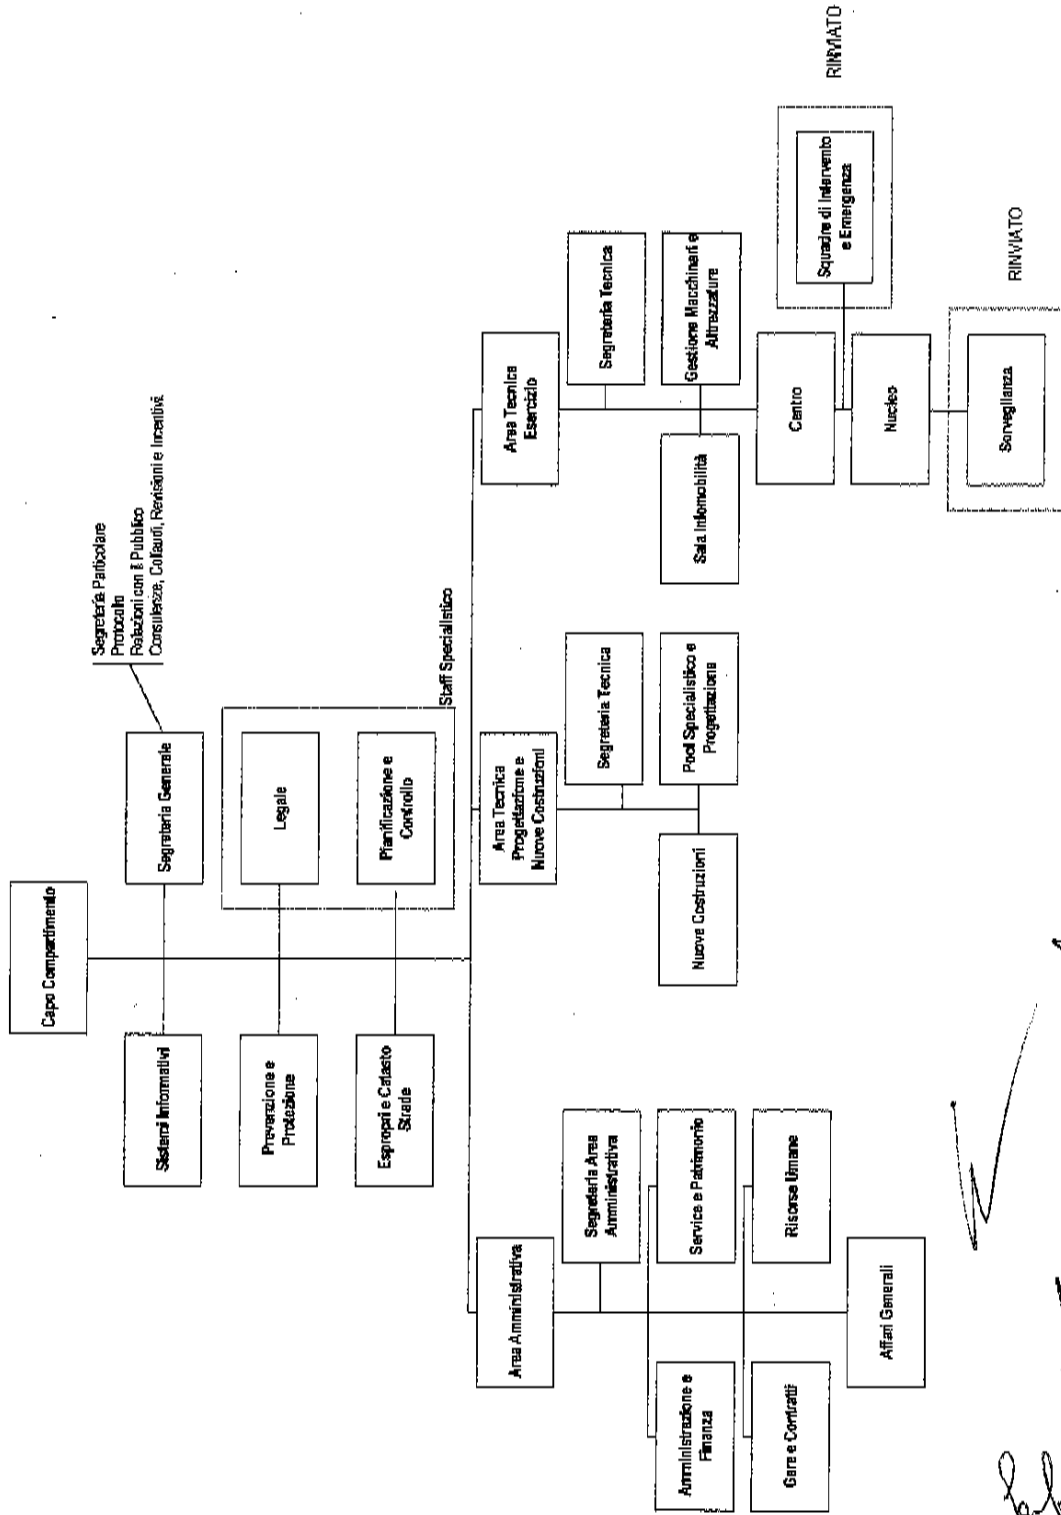 Capo Compartimento
Sistemi Informativi
Segreteria Generale
Segreteria Particolare
Protocollo
Relazioni con il Pubblico
Consulenze, Collaudi, Revisioni e Incentivi
Prevenzione e
Protezione
Legale
Espropri e Catasto
Strade
Pianificazione e
Controllo
Staff Specialistico
Area Amministrativa
Area Tecnica
Progettazione e
Nuove Costruzioni
Area Tecnica
Esercizio
Segreteria Area
Amministrativa
Segreteria Tecnica
Segreteria Tecnica
Amministrazione e
Finanza
Service e Patrimonio
Nuove Costruzioni
Pool Specialistico e
Progettazione
Sala Infomobilità
Gestione Macchinari e
Attrezzature
Gare e Contratti
Risorse Umane
Centro
Squadre di Intervento
e Emergenza
RINVIATO
Affari Generali
Nucleo
Sorveglianza
RINVIATO